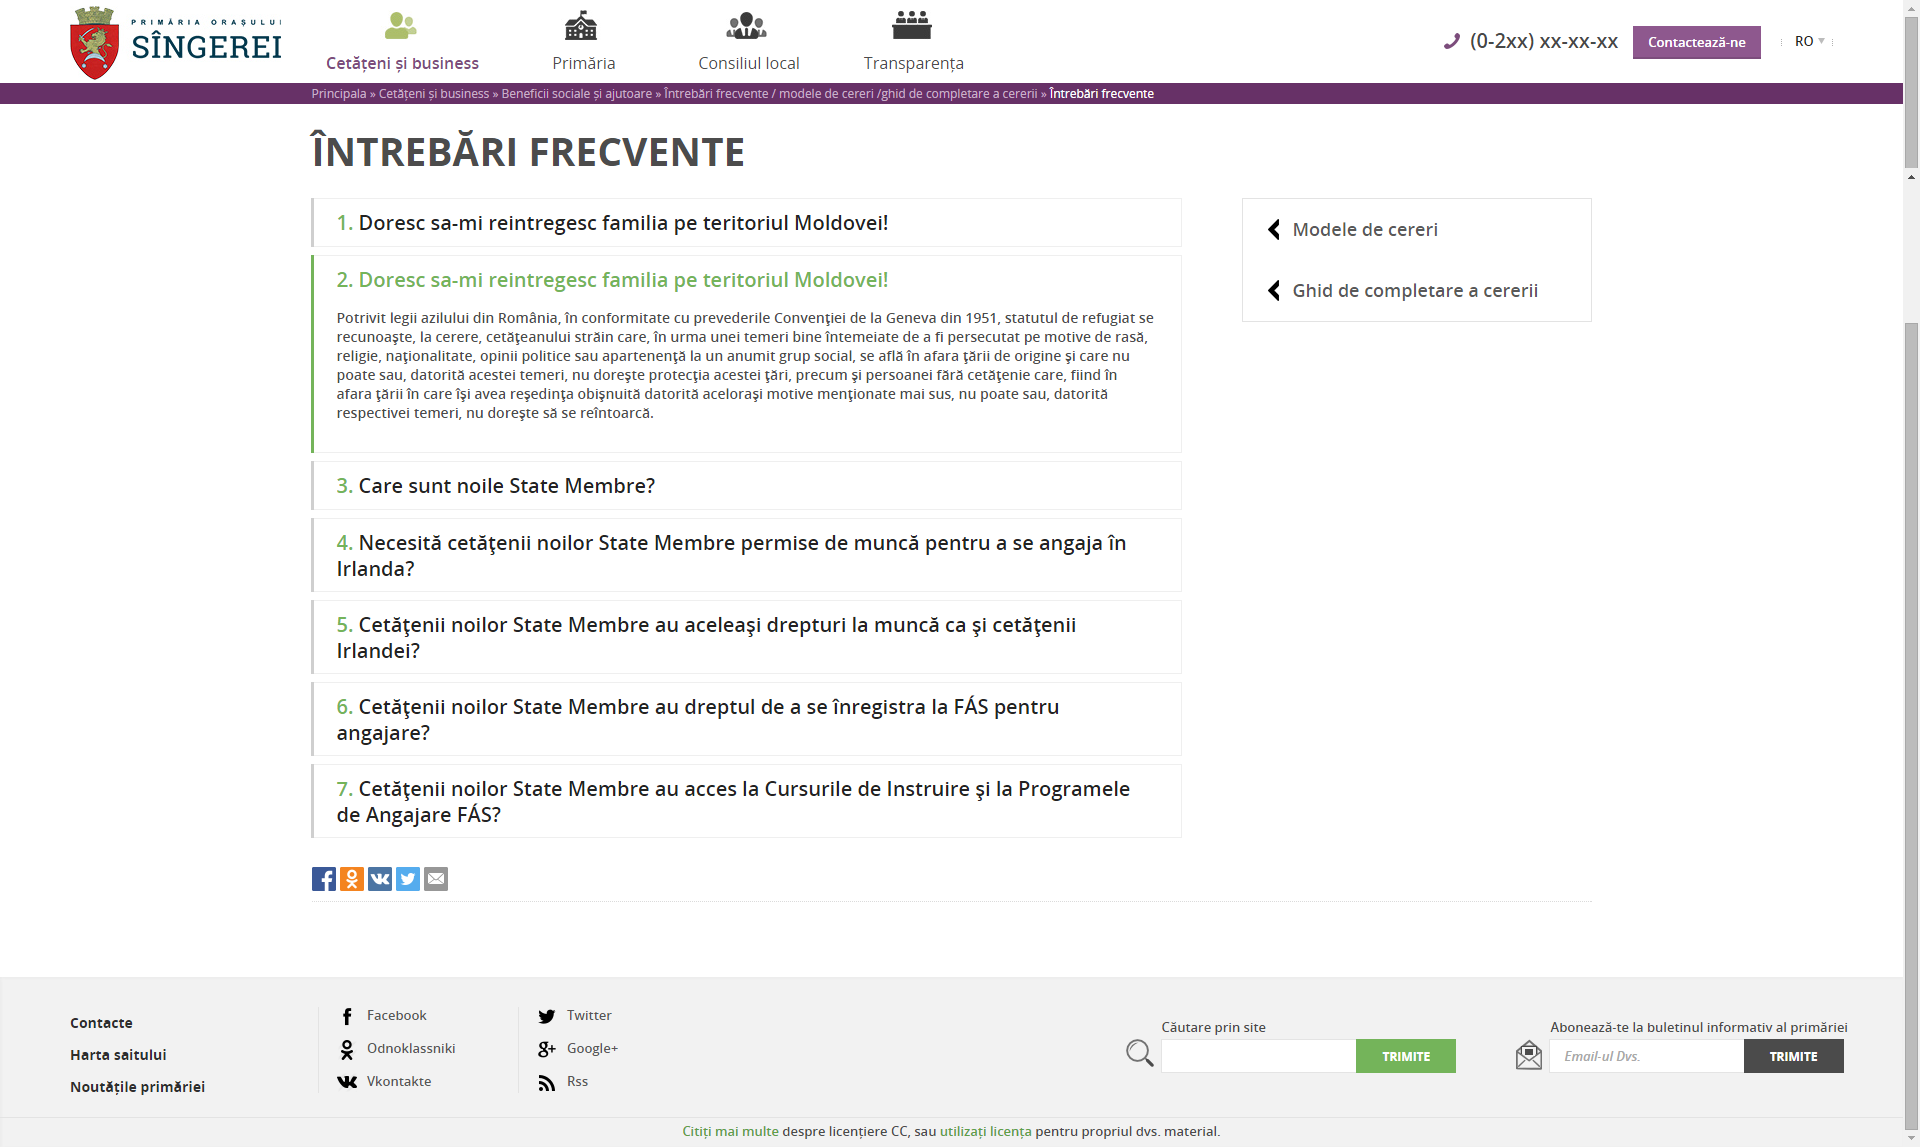 PRIMĂRIA ORAȘULUI
SÎNGEREI
Cetățeni și business
Primăria
Consiliul local
Transparența
(0-2xx) xx-xx-xx
Contactează-ne
RO
Principala » Cetățeni și business » Beneficii sociale și ajutoare » Întrebări frecvente / modele de cereri /ghid de completare a cererii » Întrebări frecvente
ÎNTREBĂRI FRECVENTE
1. Doresc sa-mi reintregesc familia pe teritoriul Moldovei!
2. Doresc sa-mi reintregesc familia pe teritoriul Moldovei!
Potrivit legii azilului din România, în conformitate cu prevederile Convenţiei de la Geneva din 1951, statutul de refugiat se
recunoaşte, la cerere, cetăţeanului străin care, în urma unei temeri bine întemeiate de a fi persecutat pe motive de rasă,
religie, naţionalitate, opinii politice sau apartenenţă la un anumit grup social, se află în afara ţării de origine şi care nu
poate sau, datorită acestei temeri, nu doreşte protecţia acestei ţări, precum şi persoanei fără cetăţenie care, fiind în
afara ţării în care îşi avea reşedinţa obişnuită datorită aceloraşi motive menţionate mai sus, nu poate sau, datorită
respectivei temeri, nu doreşte să se reîntoarcă.
3. Care sunt noile State Membre?
4. Necesită cetăţenii noilor State Membre permise de muncă pentru a se angaja în
Irlanda?
5. Cetăţenii noilor State Membre au aceleaşi drepturi la muncă ca şi cetăţenii
Irlandei?
6. Cetăţenii noilor State Membre au dreptul de a se înregistra la FÁS pentru
angajare?
7. Cetăţenii noilor State Membre au acces la Cursurile de Instruire şi la Programele
de Angajare FÁS?
Modele de cereri
Ghid de completare a cererii
Contacte
Harta saitului
Noutățile primăriei
Facebook
Odnoklassniki
Vkontakte
Twitter
Google+
Rss
Căutare prin site
TRIMITE
Abonează-te la buletinul informativ al primăriei
Email-ul Dvs.
TRIMITE
Citiți mai multe despre licențiere CC, sau utilizați licența pentru propriul dvs. material.